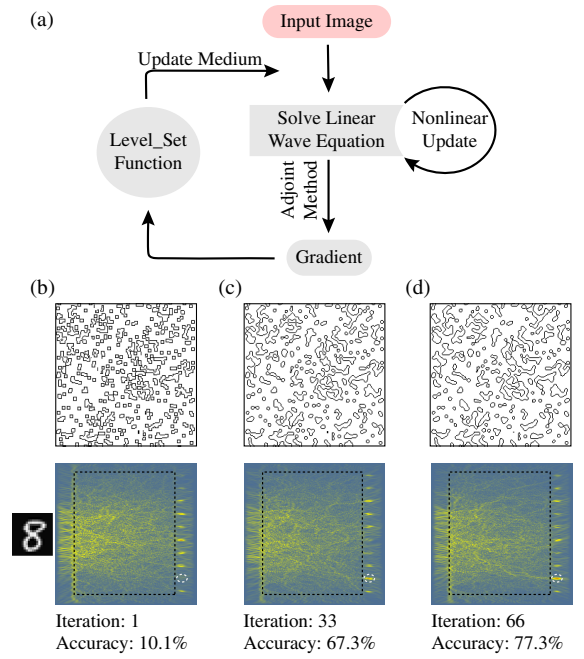 (a)
Input Image
Update Medium
Solve Linear
Wave Equation
Nonlinear
Update
Level_Set
Function
Adjoint
Method
Gradient
(b)
(c)
(d)
8
Iteration: 1
Accuracy: 10.1%
Iteration: 33
Accuracy: 67.3%
Iteration: 66
Accuracy: 77.3%